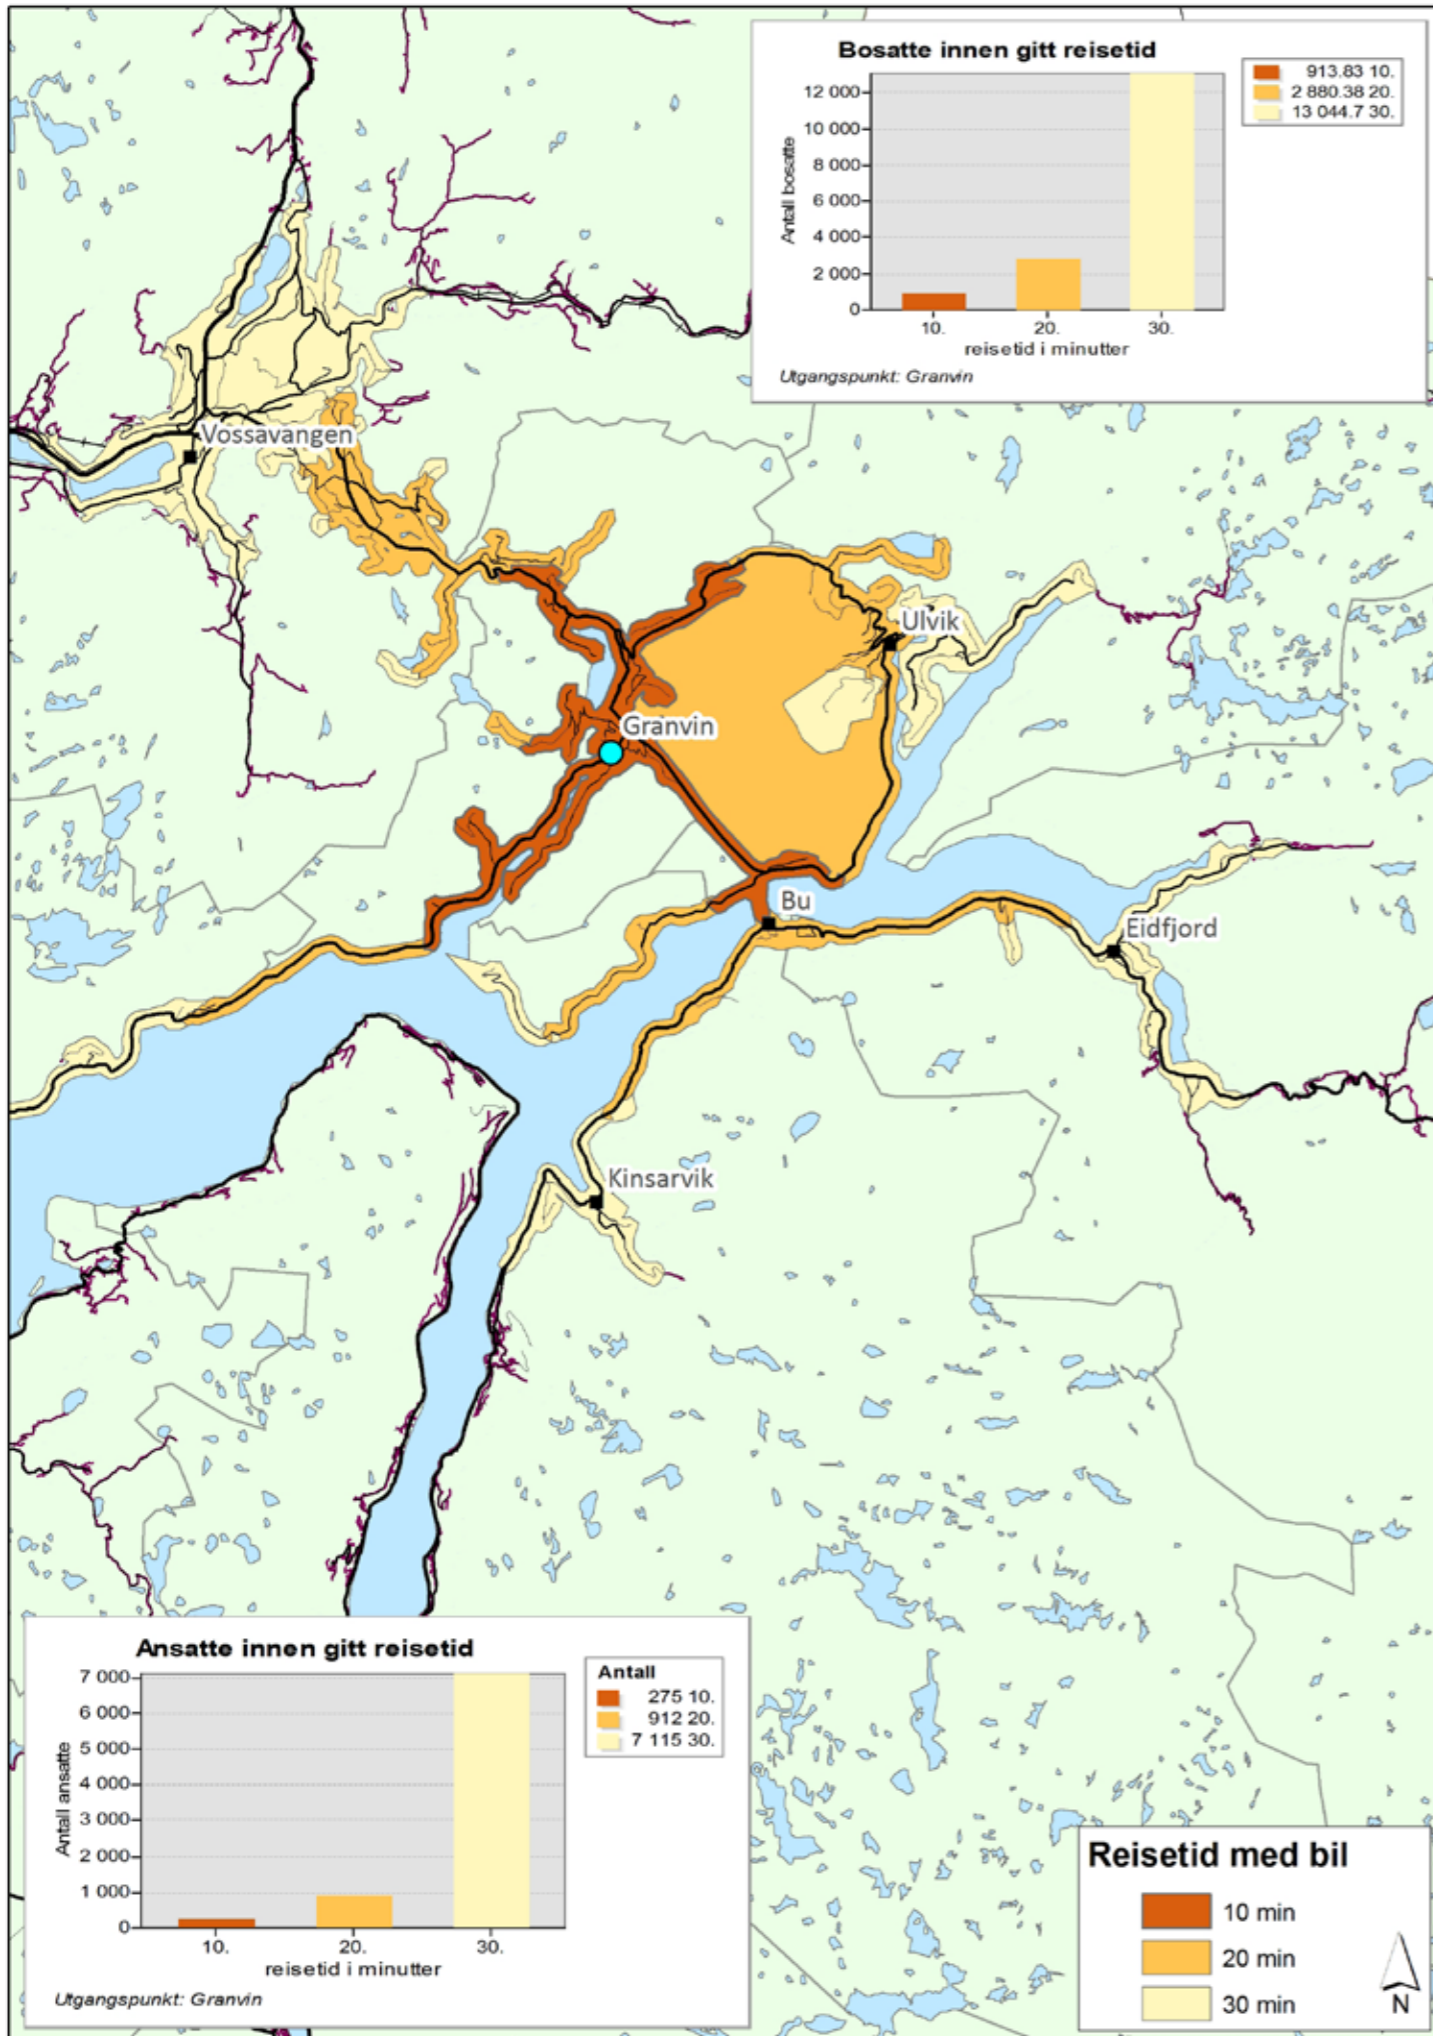 Bosatte innen gitt reisetid
913.83 10.
2 880.38 20.
13 044.7 30.
12 000
10 000
8 000
6 000
4 000
2 000
0
Antall bosatte
10. 20. 30.
reisetid i minutter
Utgangspunkt: Granvin
Vossavangen
Ulvik
Granvin
Bu
Eidfjord
Kinsarvik
Ansatte innen gitt reisetid
Antall
275 10.
912 20.
7 115 30.
7 000
6 000
5 000
4 000
3 000
2 000
1 000
0
Antall ansatte
10. 20. 30.
reisetid i minutter
Utgangspunkt: Granvin
Reisetid med bil
10 min
20 min
30 min
N